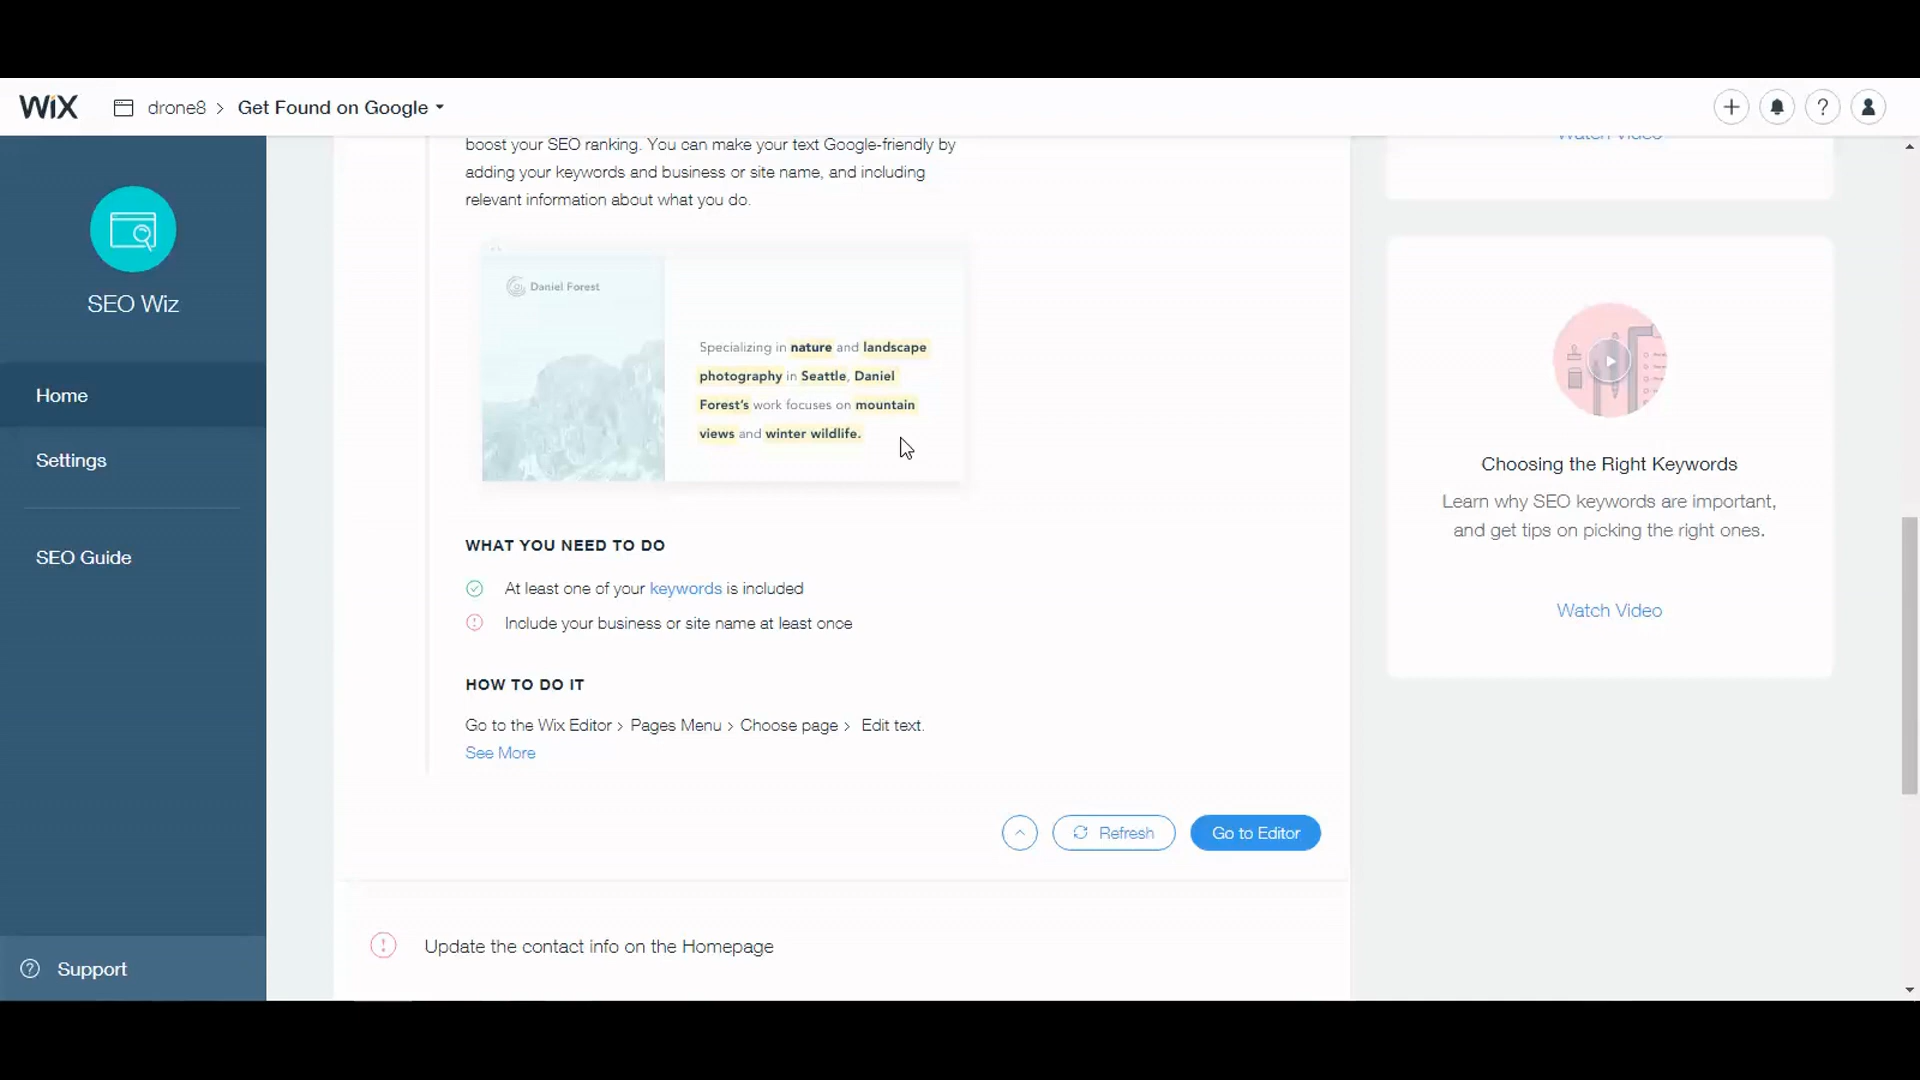 WiX
drone8 > Get Found on Google
boost your SEO ranking. You can make your text Google-friendly by
adding your keywords and business or site name, and including
relevant information about what you do.
Watch Video
SEO Wiz
Home
Settings
SEO Guide
Support
Daniel Forest
Specializing in nature and landscape
photography in Seattle, Daniel
Forest's work focuses on mountain
views and winter wildlife.
WHAT YOU NEED TO DO
At least one of your keywords is included
Include your business or site name at least once
HOW TO DO IT
Go to the Wix Editor > Pages Menu > Choose page > Edit text.
See More
Refresh
Go to Editor
Update the contact info on the Homepage
Choosing the Right Keywords
Learn why SEO keywords are important,
and get tips on picking the right ones.
Watch Video